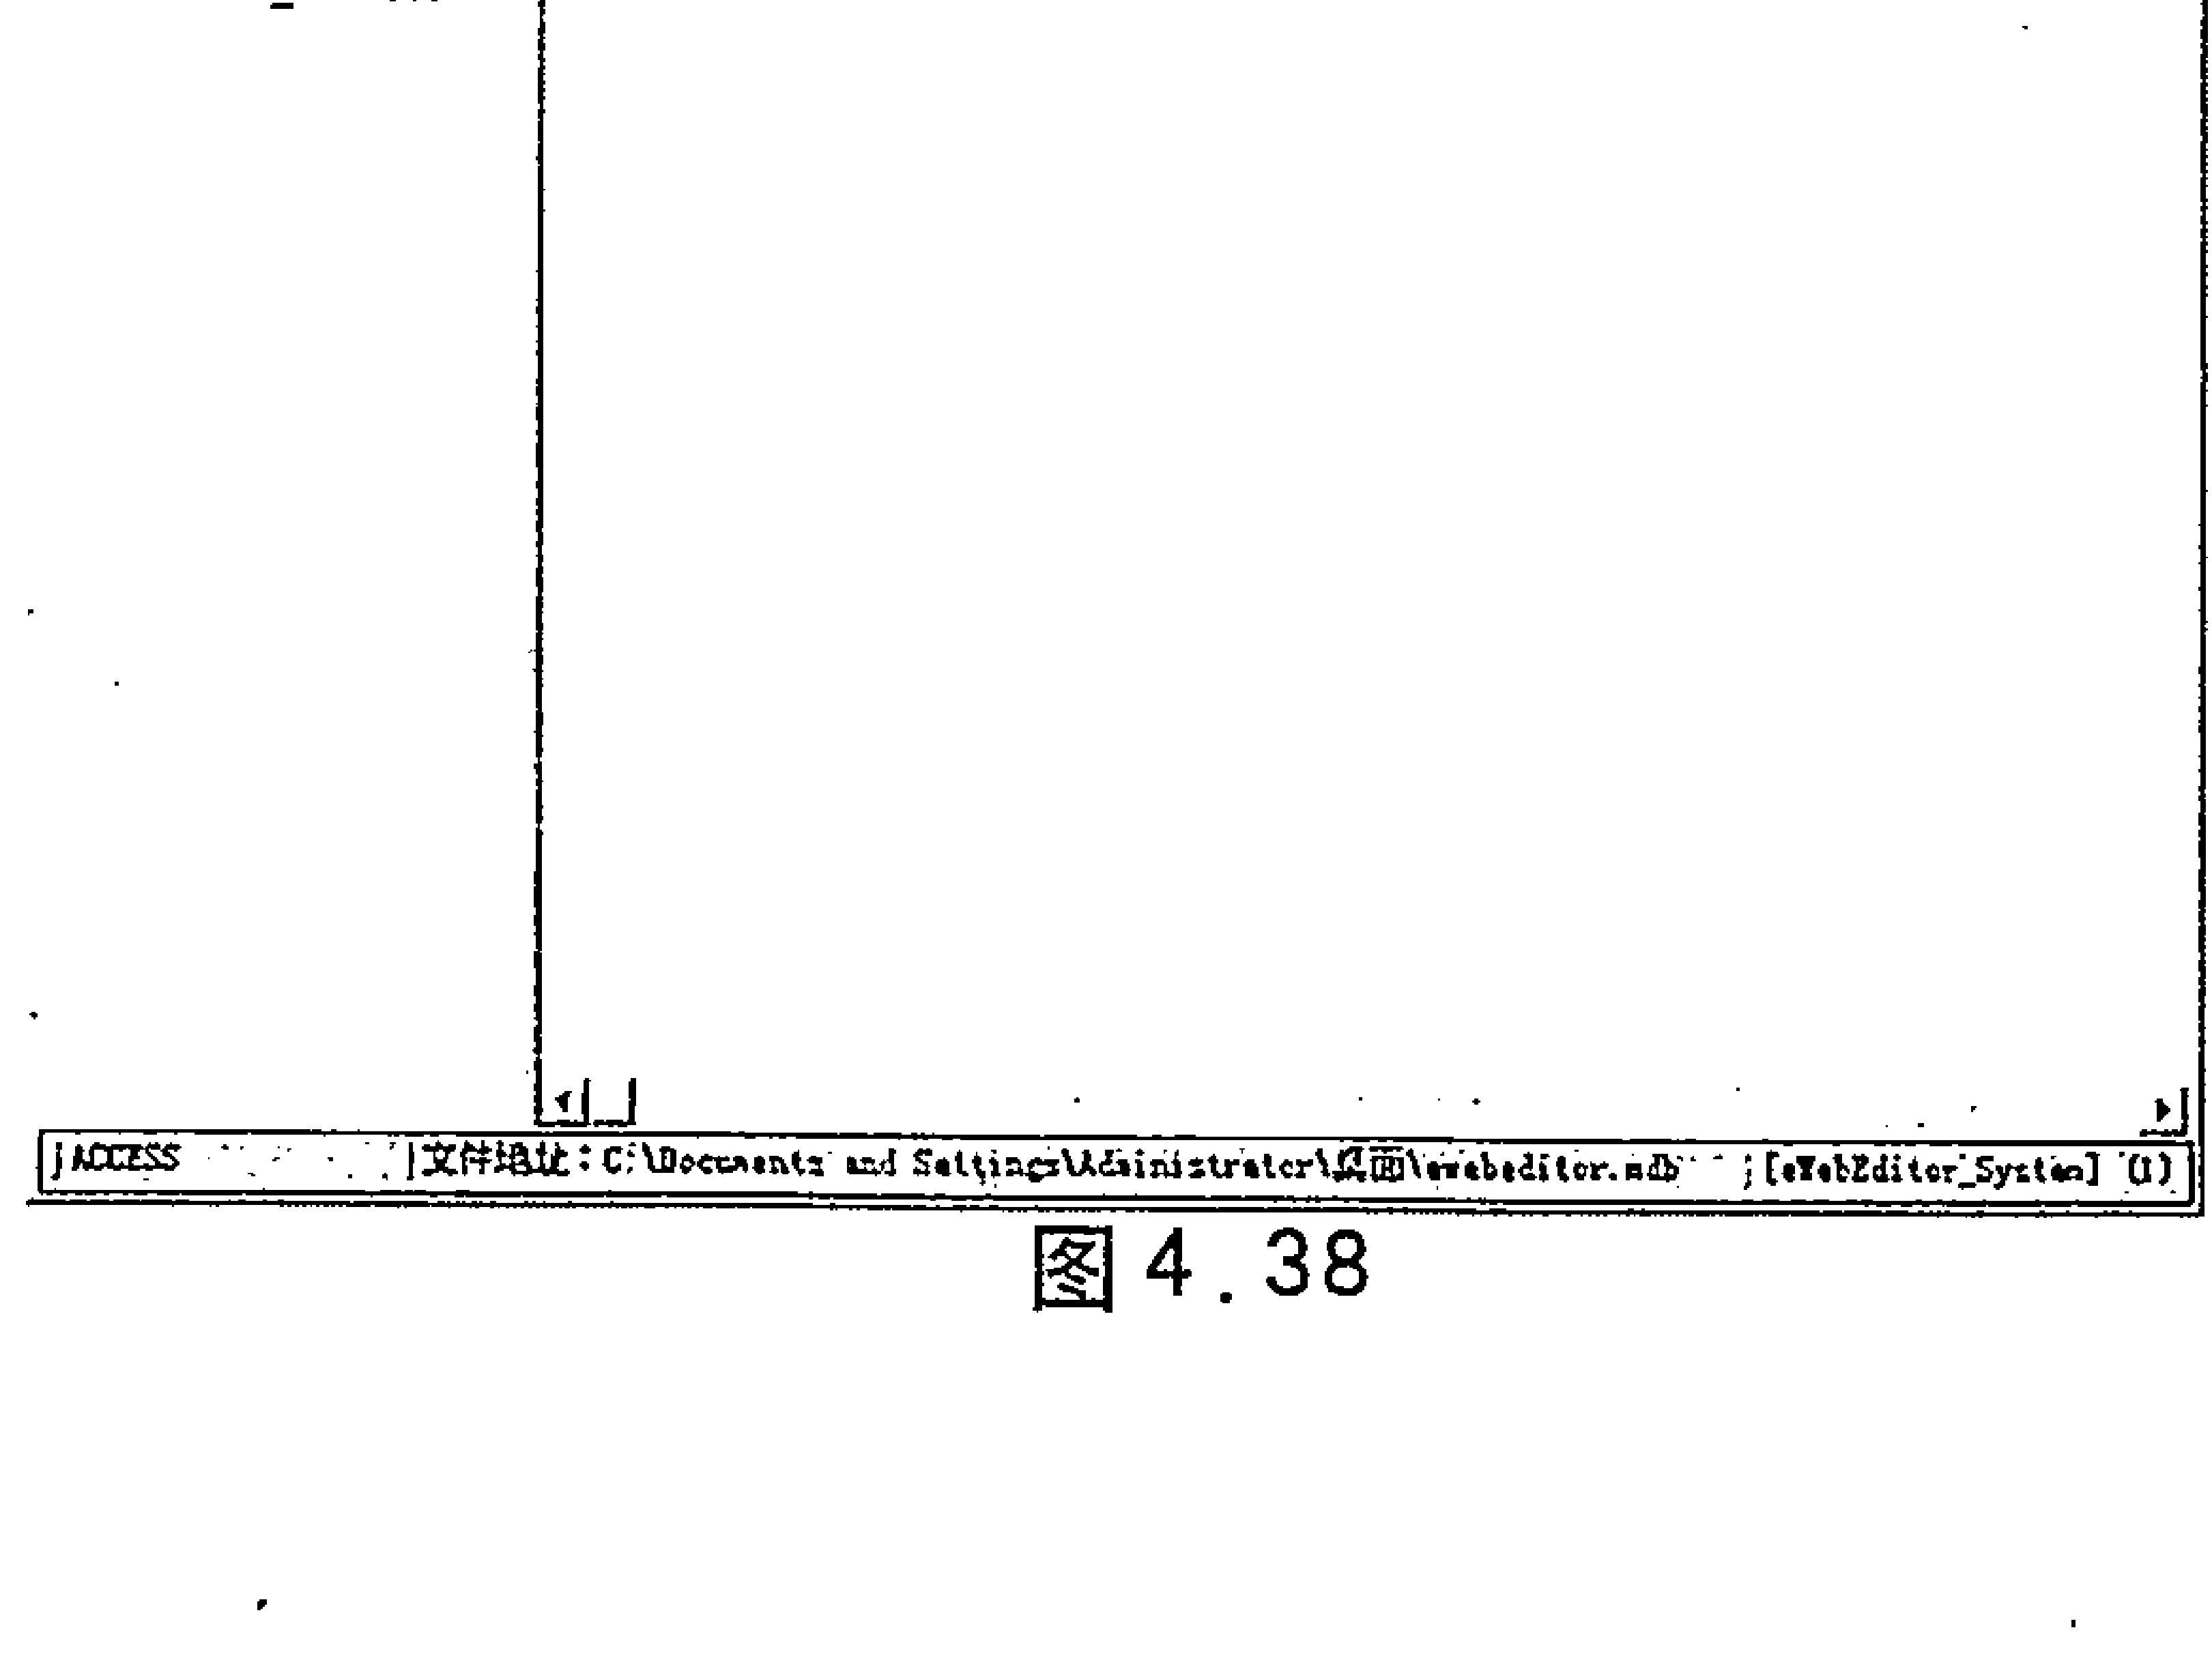 ACCESS 文件地址：C:\Documents and Settings\Administrator\桌面\ewebeditor.mdb [eWebEditor_System] (1)
图 4.38